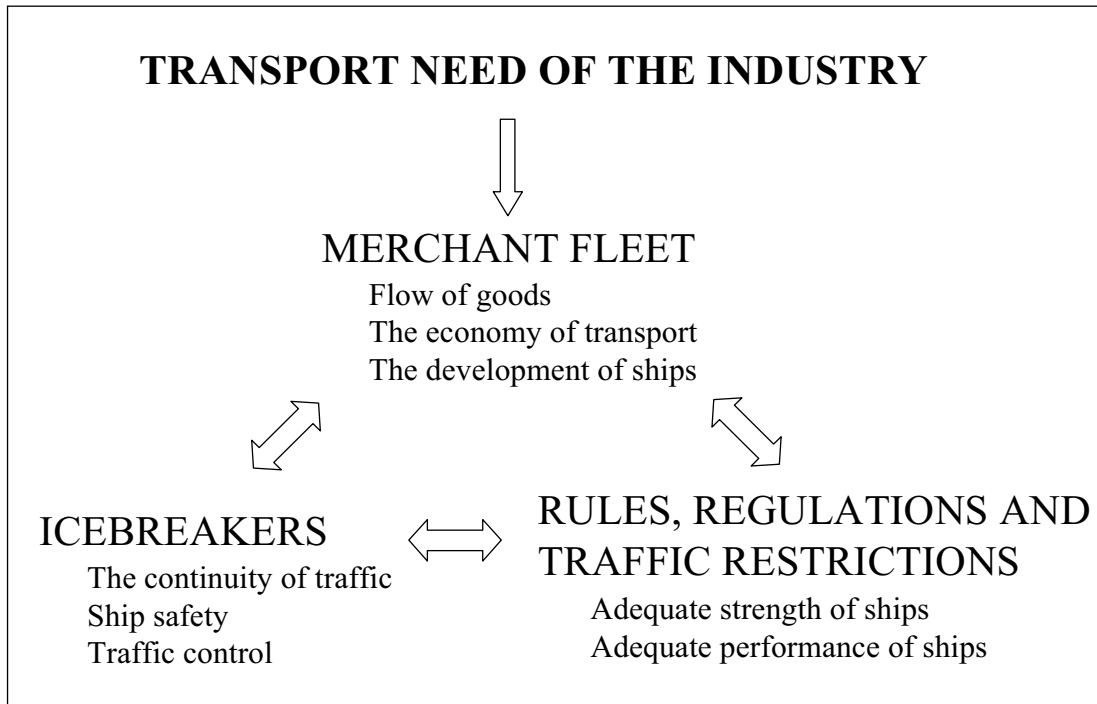 TRANSPORT NEED OF THE INDUSTRY
MERCHANT FLEET
Flow of goods
The economy of transport
The development of ships
ICEBREAKERS
The continuity of traffic
Ship safety
Traffic control
RULES, REGULATIONS AND
TRAFFIC RESTRICTIONS
Adequate strength of ships
Adequate performance of ships